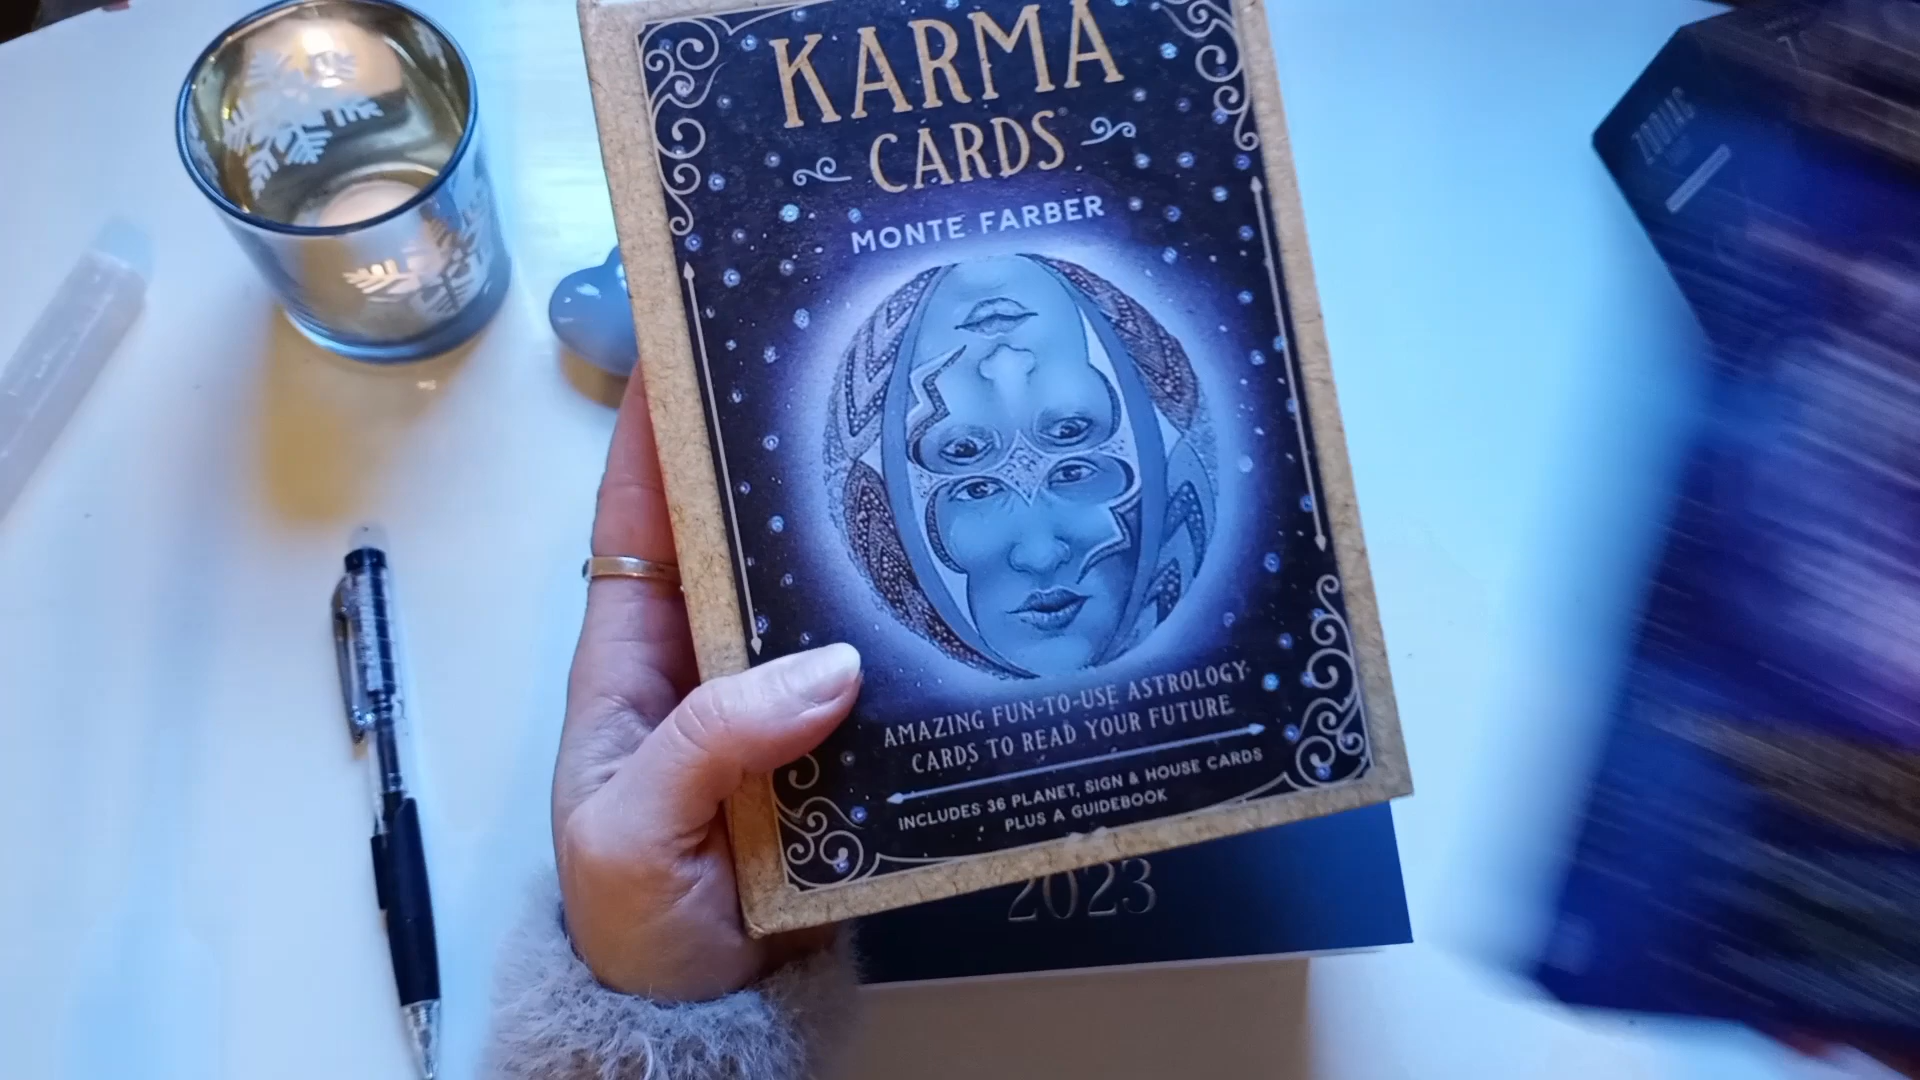 KARMA
CARDS
MONTE FARBER
AMAZING FUN-TO-USE ASTROLOGY
CARDS TO READ YOUR FUTURE
INCLUDES 36 PLANET, SIGN & HOUSE CARDS
PLUS A GUIDEBOOK
2023
ZODIAC